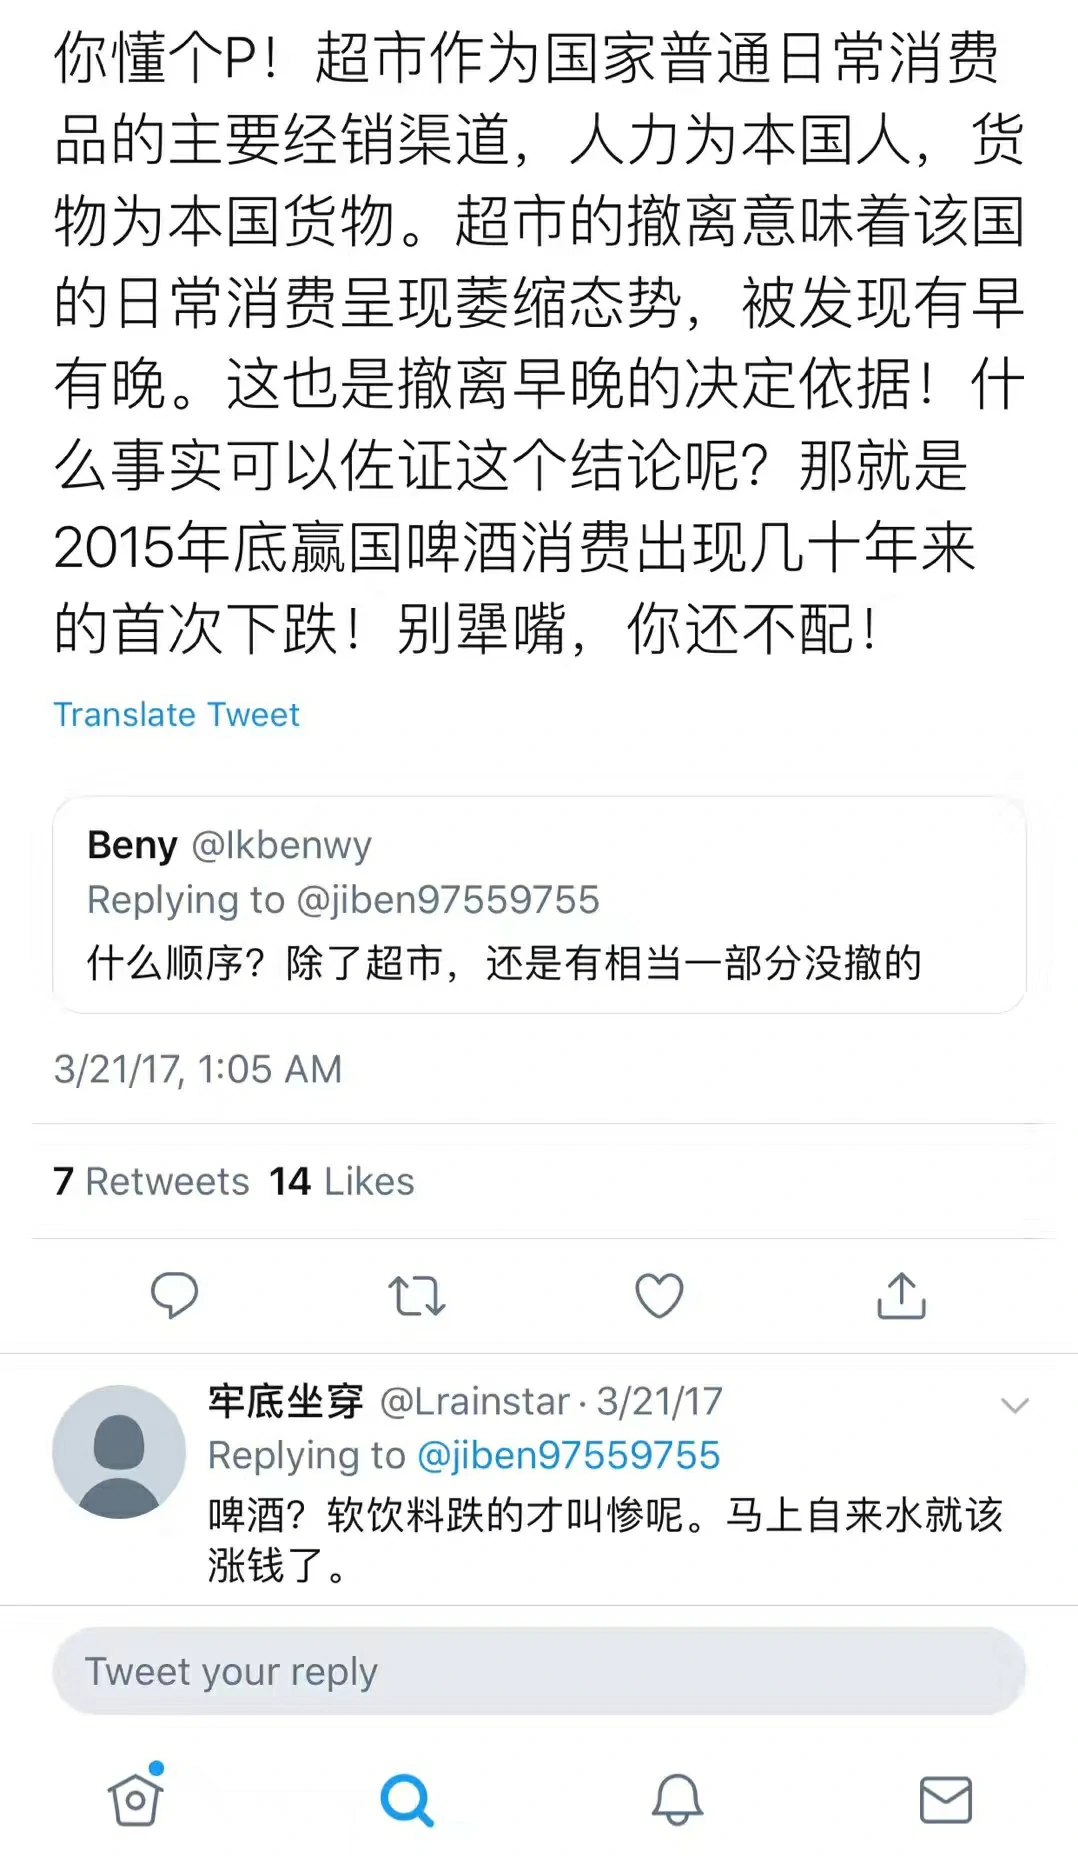 你懂个P！超市作为国家普通日常消费
品的主要经销渠道，人力为本国人，货
物为本国货物。超市的撤离意味着该国
的日常消费呈现萎缩态势，被发现有早
有晚。这也是撤离早晚的决定依据！什
么事实可以佐证这个结论呢？那就是
2015年底赢国啤酒消费出现几十年来
的首次下跌！别犟嘴，你还不配！
Translate Tweet
Beny @Ikbenwy
Replying to @jiben97559755
什么顺序？除了超市，还是有相当一部分没撤的
3/21/17, 1:05 AM
7 Retweets 14 Likes
牢底坐穿 @Lrainstar · 3/21/17
Replying to @jiben97559755
啤酒？软饮料跌的才叫惨呢。马上自来水就该
涨钱了。
Tweet your reply